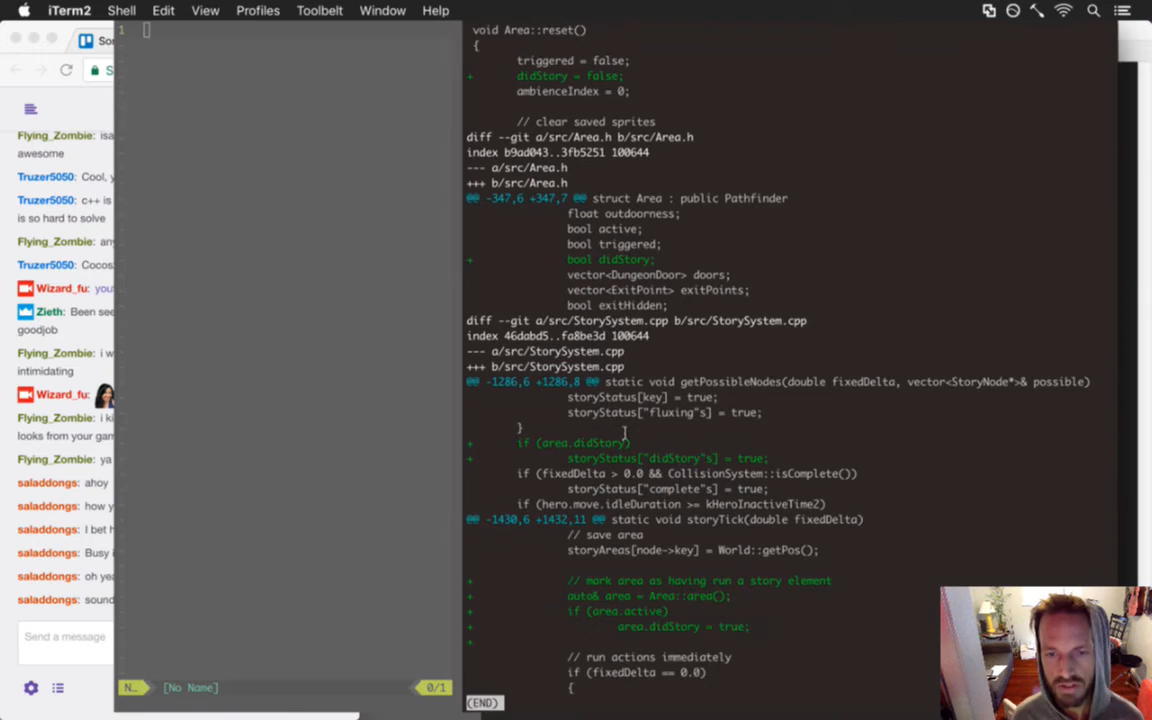 iTerm2 Shell Edit View Profiles Toolbelt Window Help
Sor
S
Flying_Zombie: isa
awesome
Truzer5050: Cool, y
Truzer5050: c++ is
is so hard to solve
Flying_Zombie: any
Truzer5050: Cocos
Wizard_fu: you
Zieth: Been see
goodjob
Flying_Zombie: i w
intimidating
Wizard_fu:
Flying_Zombie: i ki
looks from your gam
Flying_Zombie: ya
saladdongs: ahoy
saladdongs: how y
saladdongs: I bet h
saladdongs: Busy i
saladdongs: oh yea
saladdongs: sound
Send a message
1
N… [No Name] 0/1
void Area::reset()
{
triggered = false;
+ didStory = false;
ambienceIndex = 0;
// clear saved sprites
diff --git a/src/Area.h b/src/Area.h
index b9ad043..3fb5251 100644
--- a/src/Area.h
+++ b/src/Area.h
@@ -347,6 +347,7 @@ struct Area : public Pathfinder
float outdoorness;
bool active;
bool triggered;
+ bool didStory;
vector<DungeonDoor> doors;
vector<ExitPoint> exitPoints;
bool exitHidden;
diff --git a/src/StorySystem.cpp b/src/StorySystem.cpp
index 46dabd5..fa8be3d 100644
--- a/src/StorySystem.cpp
+++ b/src/StorySystem.cpp
@@ -1286,6 +1286,8 @@ static void getPossibleNodes(double fixedDelta, vector<StoryNode*>& possible)
storyStatus[key] = true;
storyStatus["fluxing"s] = true;
}
+ if (area.didStory)
+ storyStatus["didStory"s] = true;
if (fixedDelta > 0.0 && CollisionSystem::isComplete())
storyStatus["complete"s] = true;
if (hero.move.idleDuration >= kHeroInactiveTime2)
@@ -1430,6 +1432,11 @@ static void storyTick(double fixedDelta)
// save area
storyAreas[node->key] = World::getPos();
+ // mark area as having run a story element
+ auto& area = Area::area();
+ if (area.active)
+ area.didStory = true;
+
// run actions immediately
if (fixedDelta == 0.0)
{
(END)